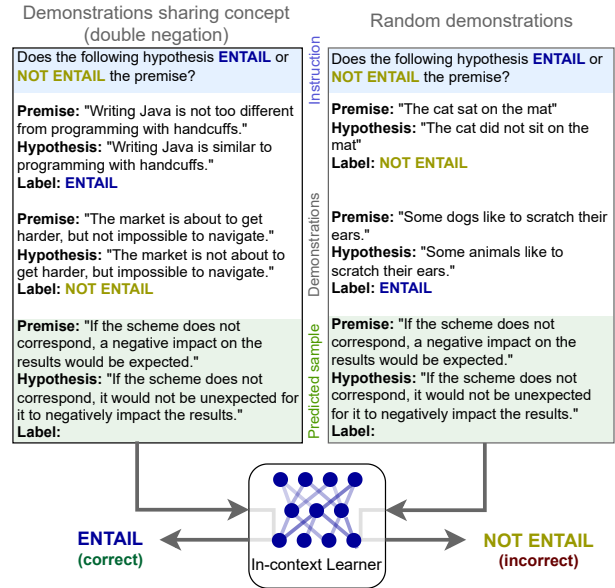 Demonstrations sharing concept
(double negation)
Does the following hypothesis ENTAIL or
NOT ENTAIL the premise?
Premise: "Writing Java is not too different
from programming with handcuffs."
Hypothesis: "Writing Java is similar to
programming with handcuffs."
Label: ENTAIL
Premise: "The market is about to get
harder, but not impossible to navigate."
Hypothesis: "The market is not about to
get harder, but impossible to navigate."
Label: NOT ENTAIL
Premise: "If the scheme does not
correspond, a negative impact on the
results would be expected."
Hypothesis: "If the scheme does not
correspond, it would not be unexpected for
it to negatively impact the results."
Label:
Instruction
Demonstrations
Predicted sample
Random demonstrations
Does the following hypothesis ENTAIL or
NOT ENTAIL the premise?
Premise: "The cat sat on the mat"
Hypothesis: "The cat did not sit on the
mat"
Label: NOT ENTAIL
Premise: "Some dogs like to scratch their
ears."
Hypothesis: "Some animals like to
scratch their ears."
Label: ENTAIL
Premise: "If the scheme does not
correspond, a negative impact on the
results would be expected."
Hypothesis: "If the scheme does not
correspond, it would not be unexpected
for it to negatively impact the results."
Label:
ENTAIL
(correct)
In-context Learner
NOT ENTAIL
(incorrect)